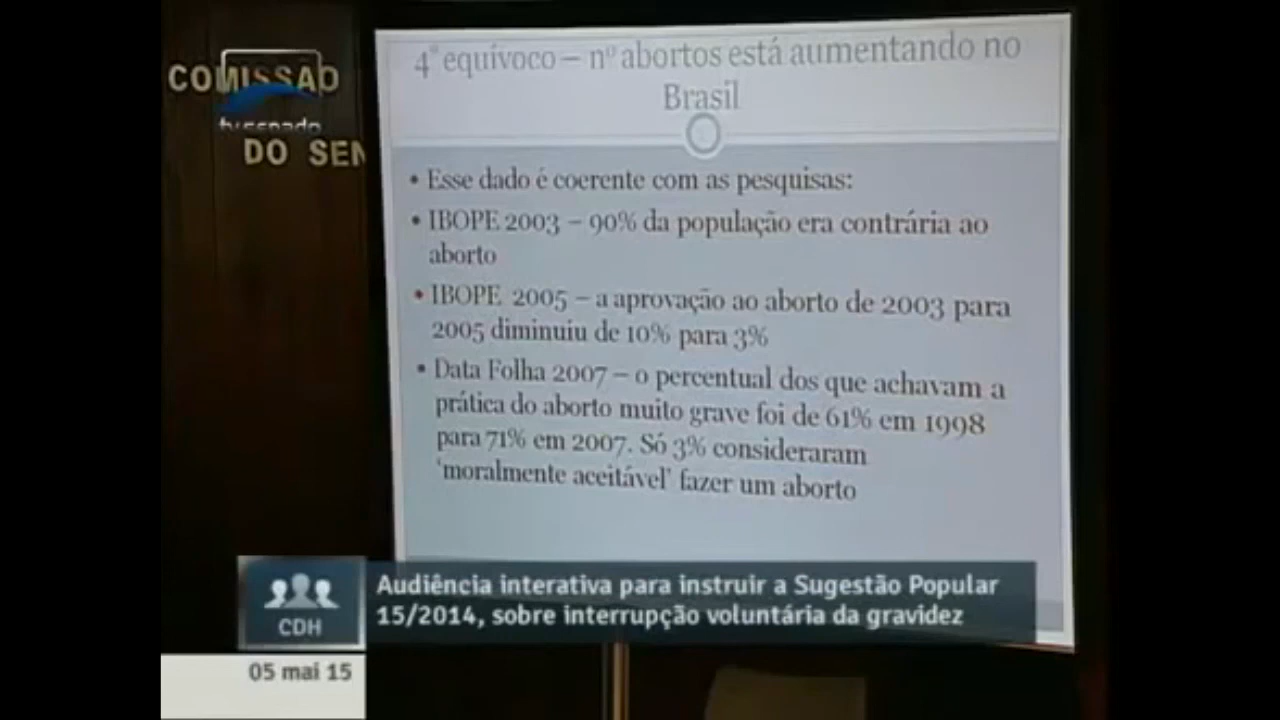 COMISSÃO
tv senado
DO SEN
4º equívoco – nº abortos está aumentando no
Brasil
• Esse dado é coerente com as pesquisas:
• IBOPE 2003 – 90% da população era contrária ao
aborto
• IBOPE 2005 – a aprovação ao aborto de 2003 para
2005 diminuiu de 10% para 3%
• Data Folha 2007 – o percentual dos que achavam a
prática do aborto muito grave foi de 61% em 1998
para 71% em 2007. Só 3% consideraram
'moralmente aceitável' fazer um aborto
Audiência interativa para instruir a Sugestão Popular
15/2014, sobre interrupção voluntária da gravidez
CDH
05 mai 15